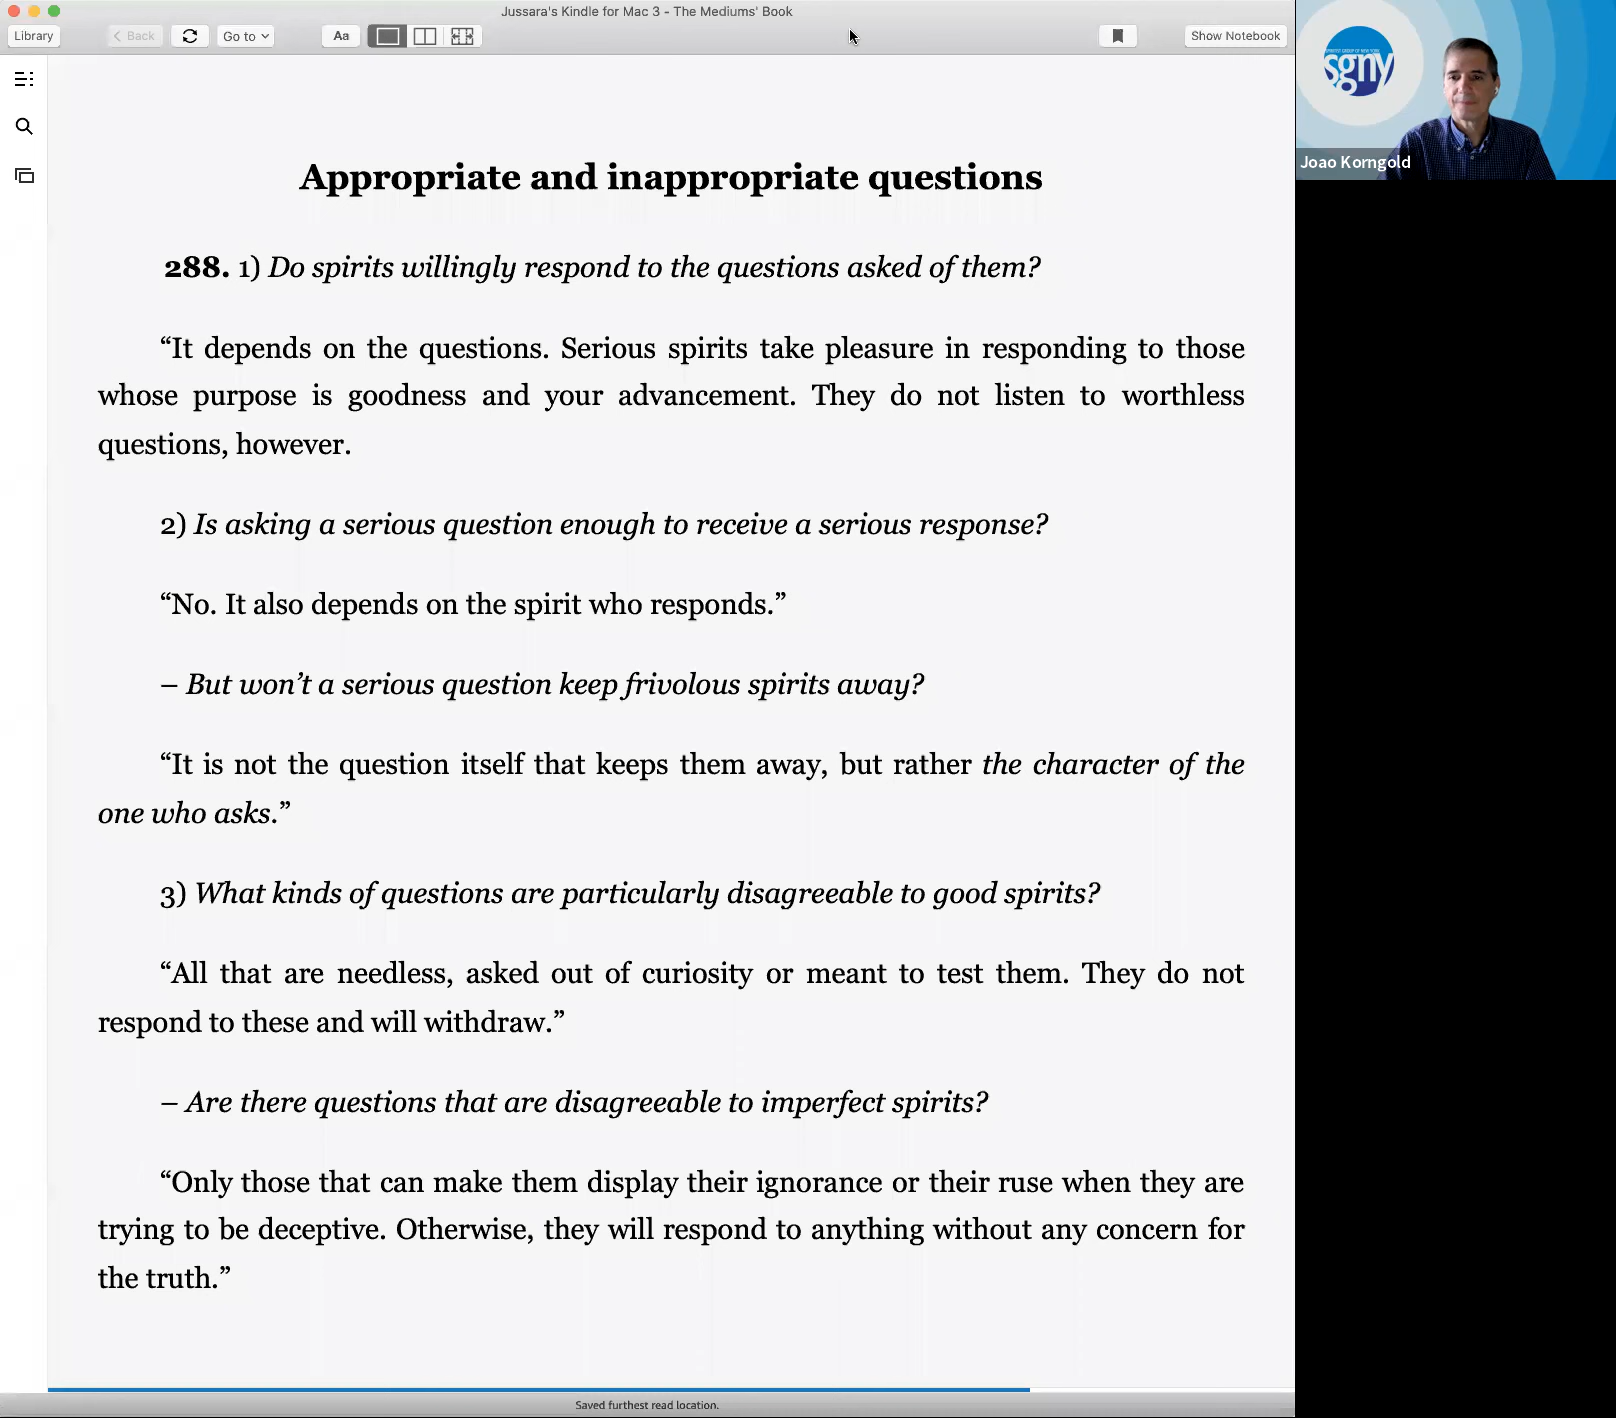 Jussara's Kindle for Mac 3 - The Mediums' Book
Library
Back
Go to
Aa
Show Notebook
sgny
Joao Korngold
Appropriate and inappropriate questions
288. 1) Do spirits willingly respond to the questions asked of them?
“It depends on the questions. Serious spirits take pleasure in responding to those
whose purpose is goodness and your advancement. They do not listen to worthless
questions, however.
2) Is asking a serious question enough to receive a serious response?
“No. It also depends on the spirit who responds.”
– But won’t a serious question keep frivolous spirits away?
“It is not the question itself that keeps them away, but rather the character of the
one who asks.”
3) What kinds of questions are particularly disagreeable to good spirits?
“All that are needless, asked out of curiosity or meant to test them. They do not
respond to these and will withdraw.”
– Are there questions that are disagreeable to imperfect spirits?
“Only those that can make them display their ignorance or their ruse when they are
trying to be deceptive. Otherwise, they will respond to anything without any concern for
the truth.”
Saved furthest read location.